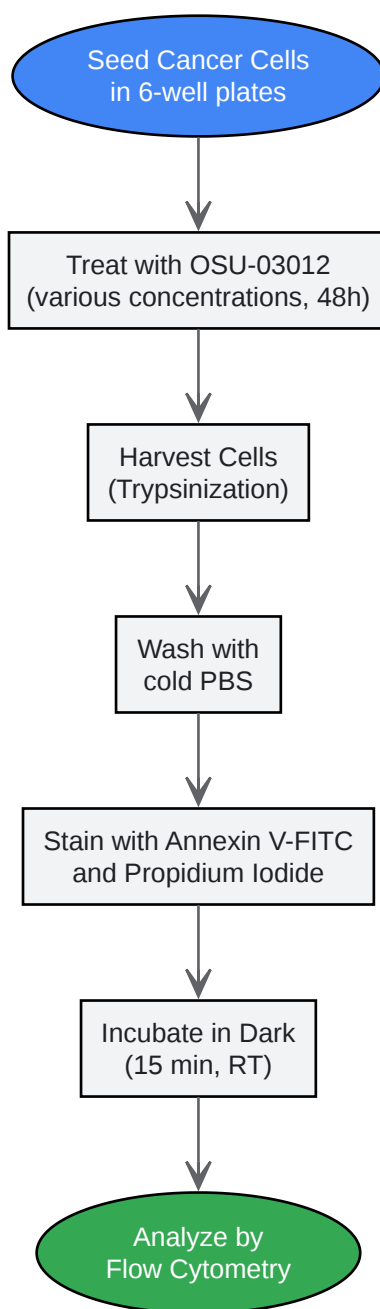 Seed Cancer Cells
in 6-well plates
Treat with OSU-03012
(various concentrations, 48h)
Harvest Cells
(Trypsinization)
Wash with
cold PBS
Stain with Annexin V-FITC
and Propidium Iodide
Incubate in Dark
(15 min, RT)
Analyze by
Flow Cytometry